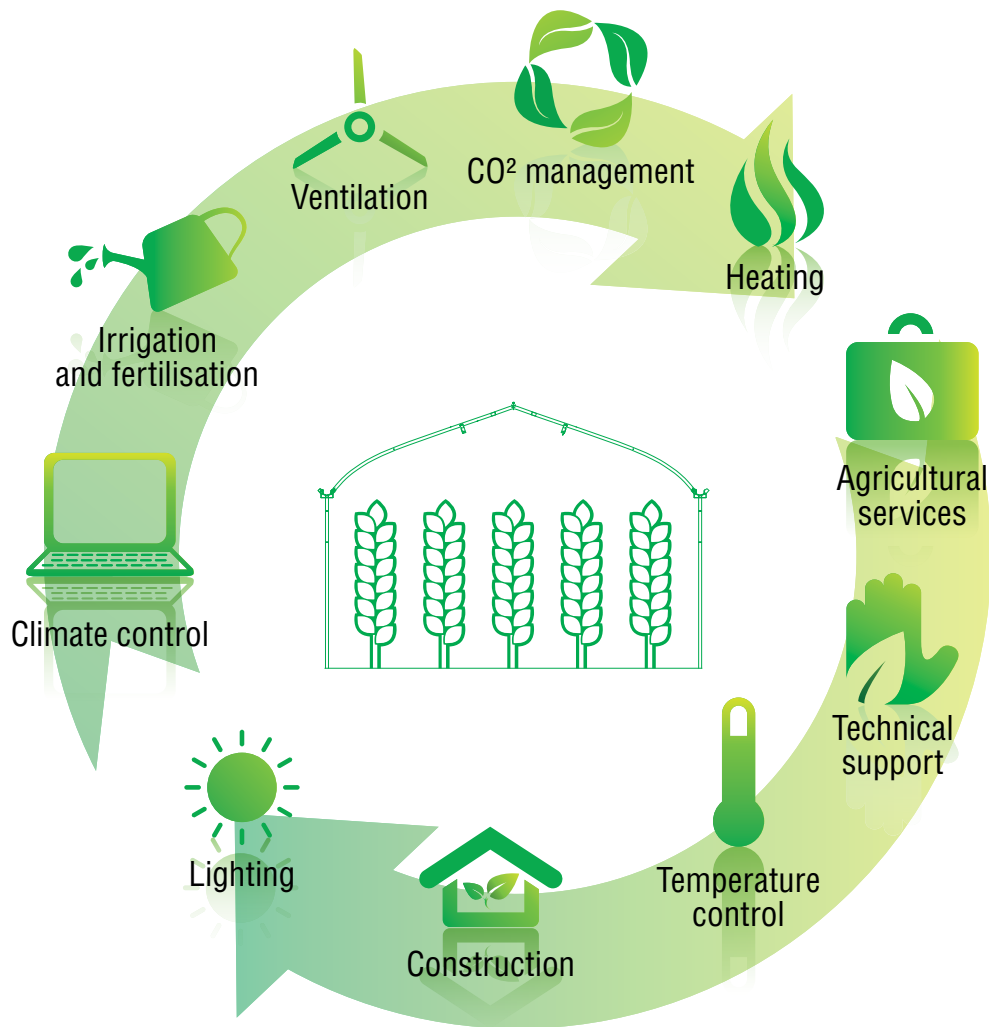 CO² management
Ventilation
Heating
Irrigation
and fertilisation
Agricultural
services
Climate control
Technical
support
Lighting
Temperature
control
Construction